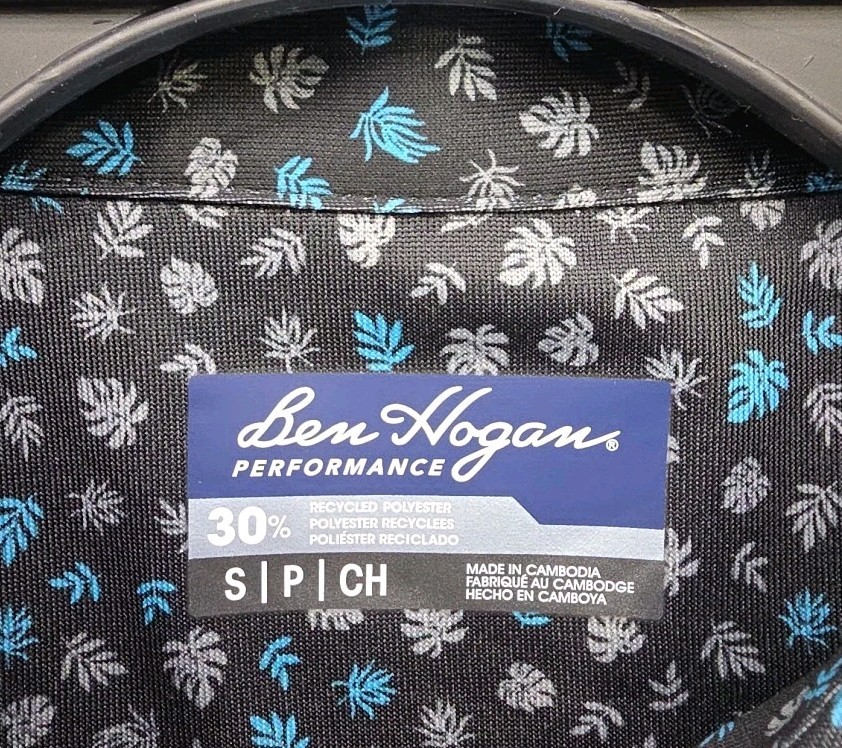 Ben Hogan®
PERFORMANCE
30%
RECYCLED POLYESTER
POLYESTER RECYCLEES
POLIÉSTER RECICLADO
S | P | CH
MADE IN CAMBODIA
FABRIQUÉ AU CAMBODGE
HECHO EN CAMBOYA